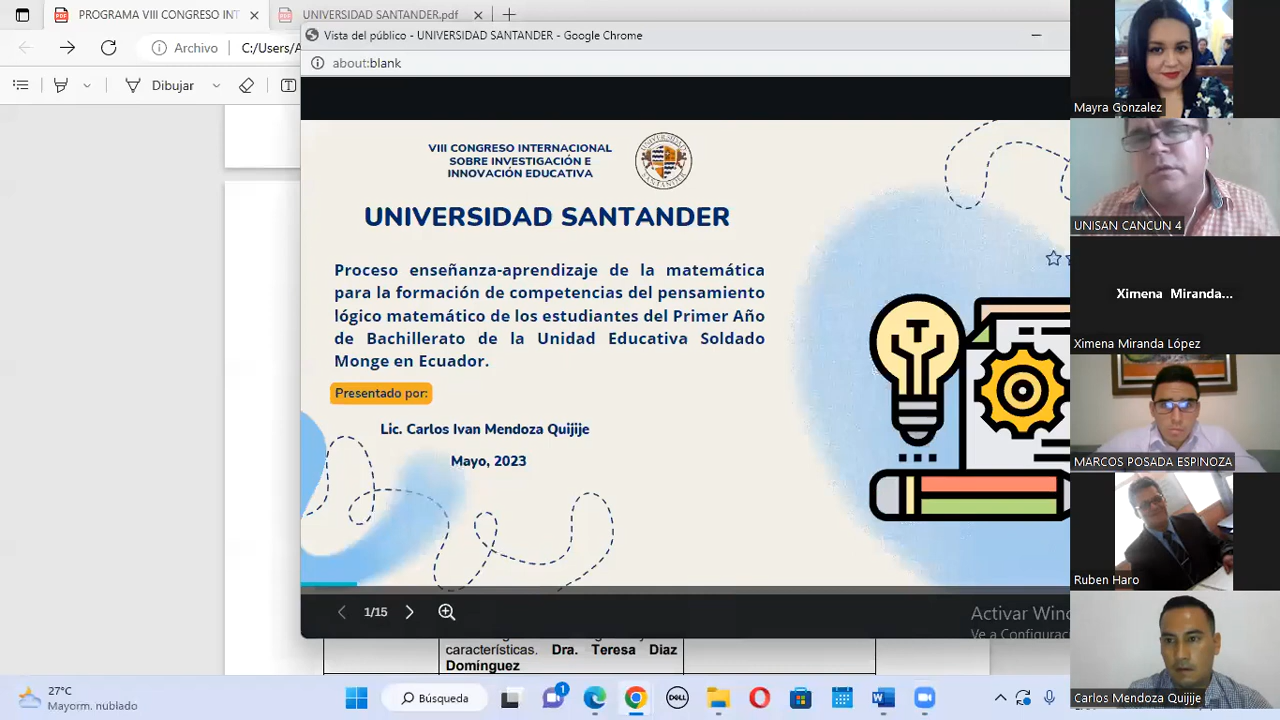 PROGRAMA VIII CONGRESO INT
UNIVERSIDAD SANTANDER.pdf
Vista del público - UNIVERSIDAD SANTANDER - Google Chrome
Archivo
about:blank
Dibujar
VIII CONGRESO INTERNACIONAL
SOBRE INVESTIGACIÓN E
INNOVACIÓN EDUCATIVA
UNIVERSIDAD SANTANDER
Proceso enseñanza-aprendizaje de la matemática
para la formación de competencias del pensamiento
lógico matemático de los estudiantes del Primer Año
de Bachillerato de la Unidad Educativa Soldado
Monge en Ecuador.
Presentado por:
Lic. Carlos Ivan Mendoza Quijije
Mayo, 2023
1/15
Activar Wind
Ve a Configurac
características. Dra. Teresa Diaz
Domínguez
27°C
Mayorm. nublado
Búsqueda
1
DELL
Mayra Gonzalez
UNISAN CANCUN 4
Ximena Miranda...
Ximena Miranda López
MARCOS POSADA ESPINOZA
Ruben Haro
Carlos Mendoza Quijije